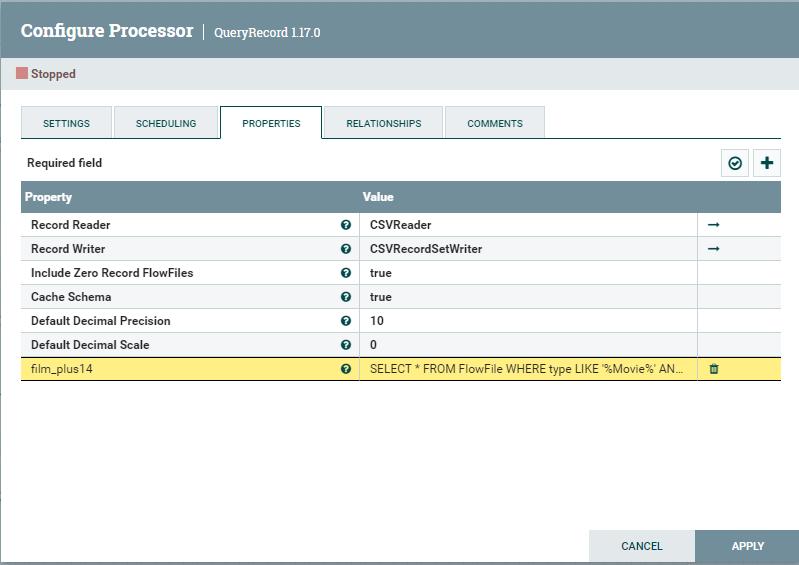 Configure Processor | QueryRecord 1.17.0
Stopped
SETTINGS SCHEDULING PROPERTIES RELATIONSHIPS COMMENTS
Required field
Property Value
Record Reader CSVReader
Record Writer CSVRecordSetWriter
Include Zero Record FlowFiles true
Cache Schema true
Default Decimal Precision 10
Default Decimal Scale 0
film_plus14 SELECT * FROM FlowFile WHERE type LIKE '%Movie%' AN...
CANCEL APPLY